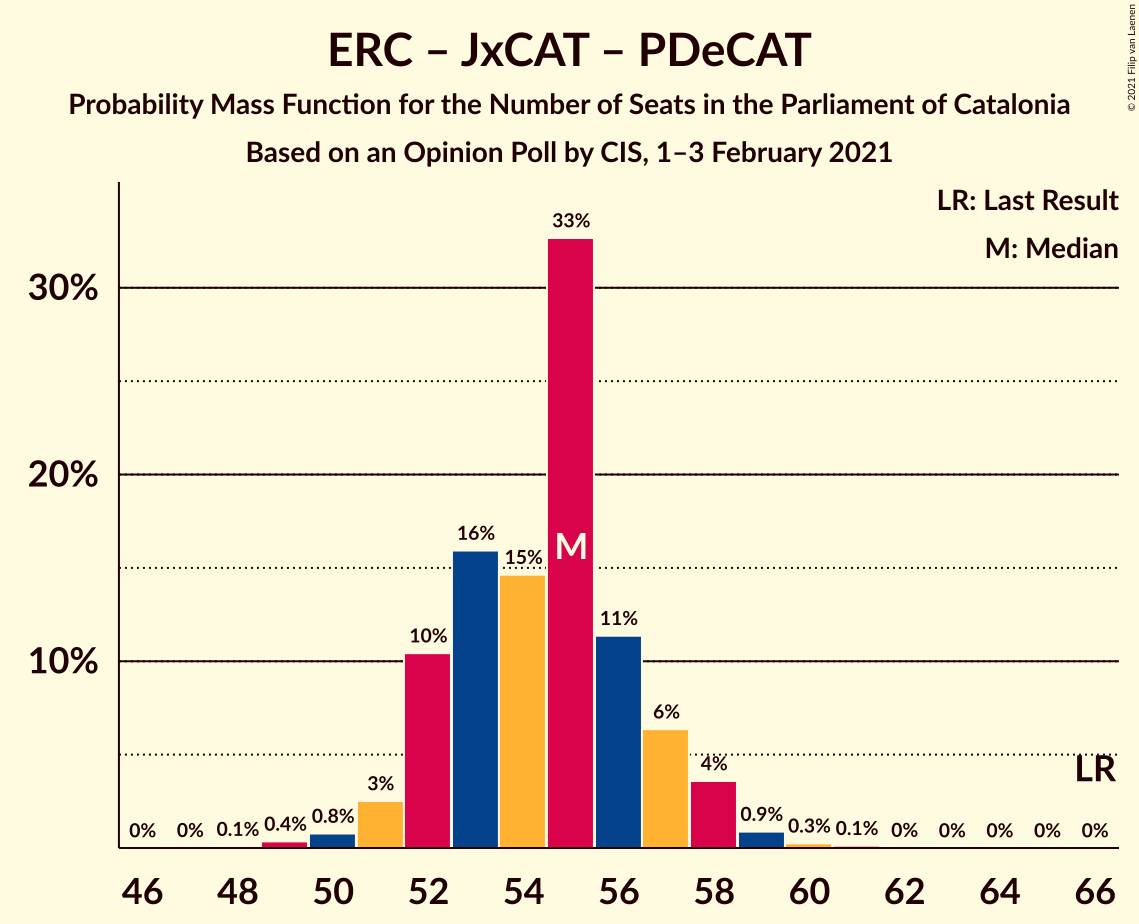 ERC – JxCAT – PDeCAT
Probability Mass Function for the Number of Seats in the Parliament of Catalonia
Based on an Opinion Poll by CIS, 1–3 February 2021
© 2021 Filip van Laenen
LR: Last Result
M: Median
30%
20%
10%
0% 0% 0.1% 0.4% 0.8% 3% 10% 16% 15% 33% 11% 6% 4% 0.9% 0.3% 0.1% 0% 0% 0% 0% 0%
M
LR
46 48 50 52 54 56 58 60 62 64 66